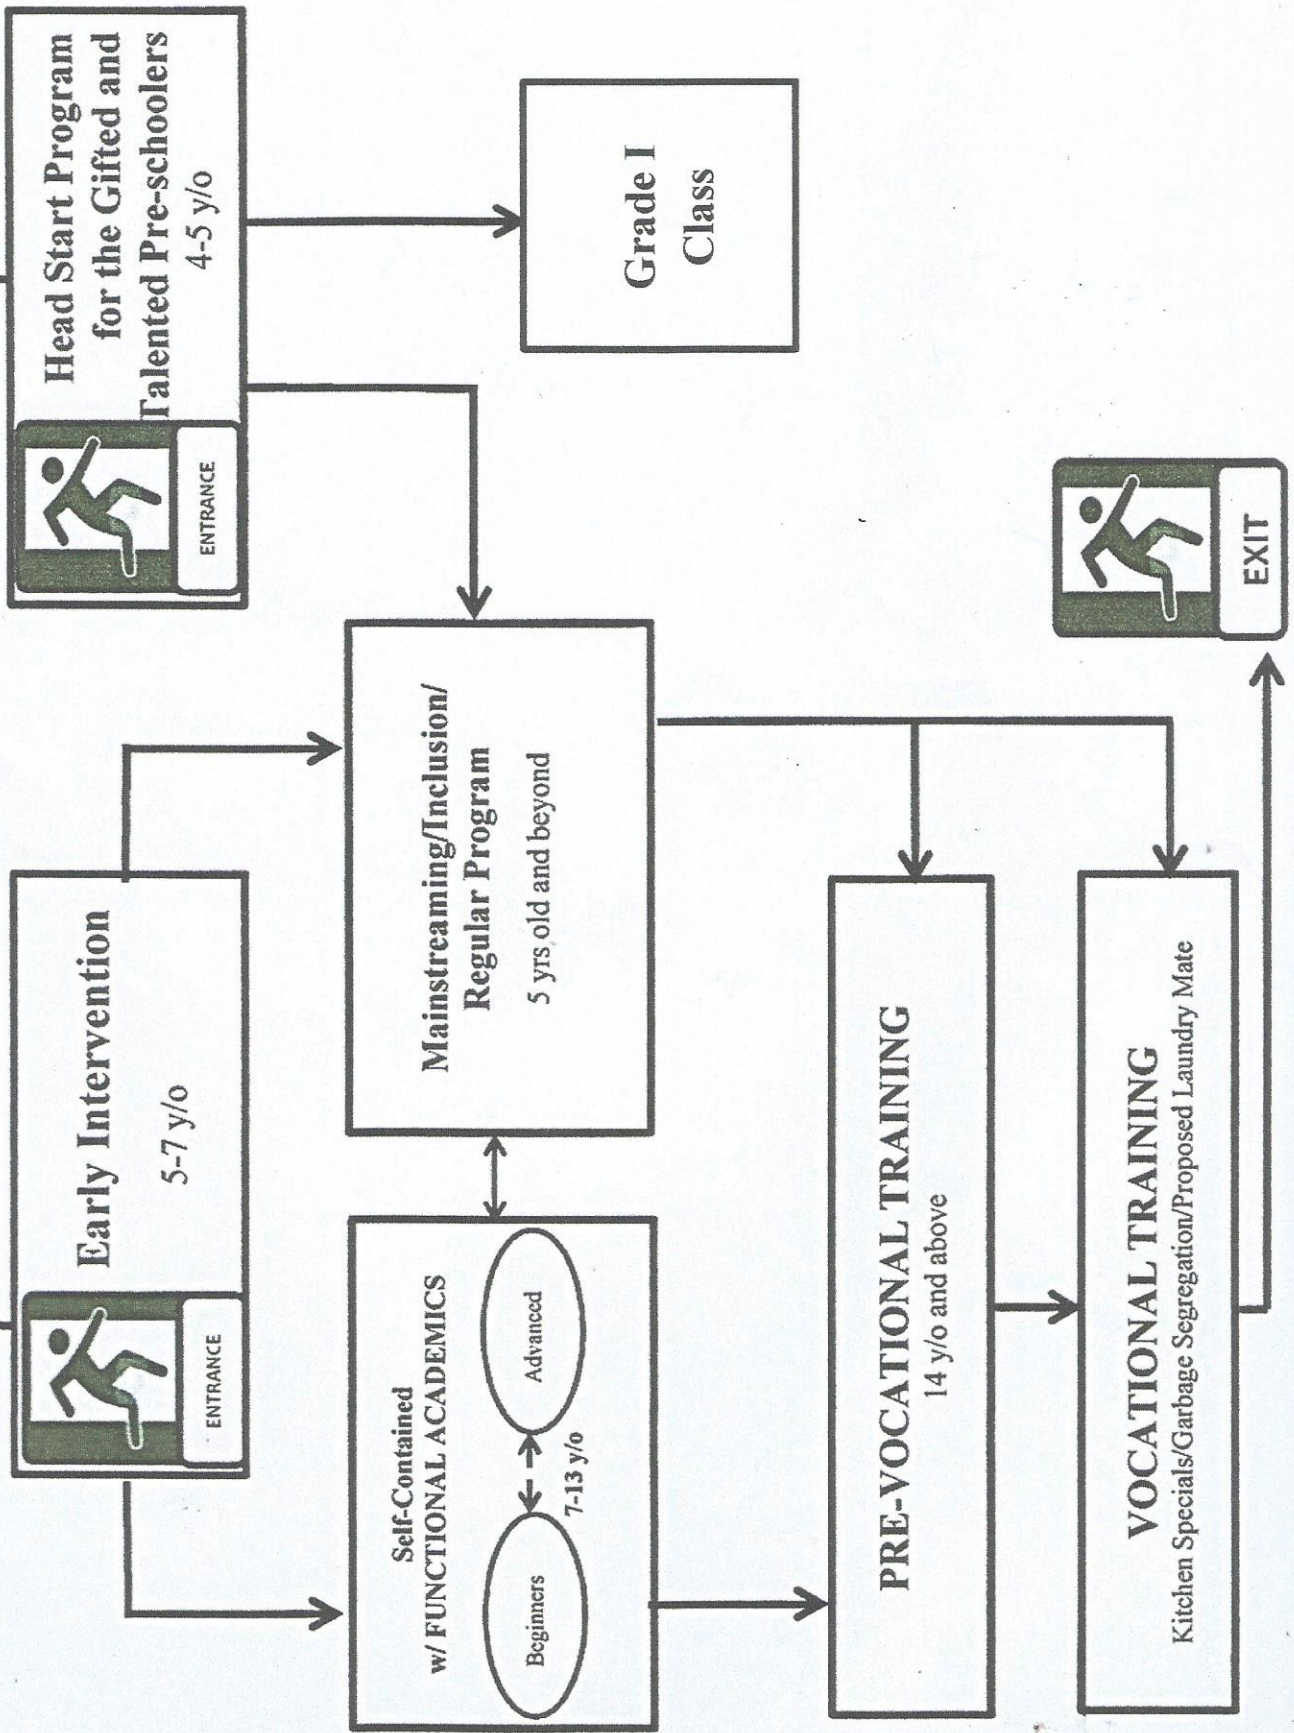 Early Intervention
5-7 y/o
ENTRANCE
Head Start Program
for the Gifted and
Talented Pre-schoolers
4-5 y/o
ENTRANCE
Self-Contained
w/ FUNCTIONAL ACADEMICS
Beginners
Advanced
7-13 y/o
Mainstreaming/Inclusion/
Regular Program
5 yrs old and beyond
Grade I
Class
PRE-VOCATIONAL TRAINING
14 y/o and above
VOCATIONAL TRAINING
Kitchen Specials/Garbage Segregation/Proposed Laundry Mate
EXIT